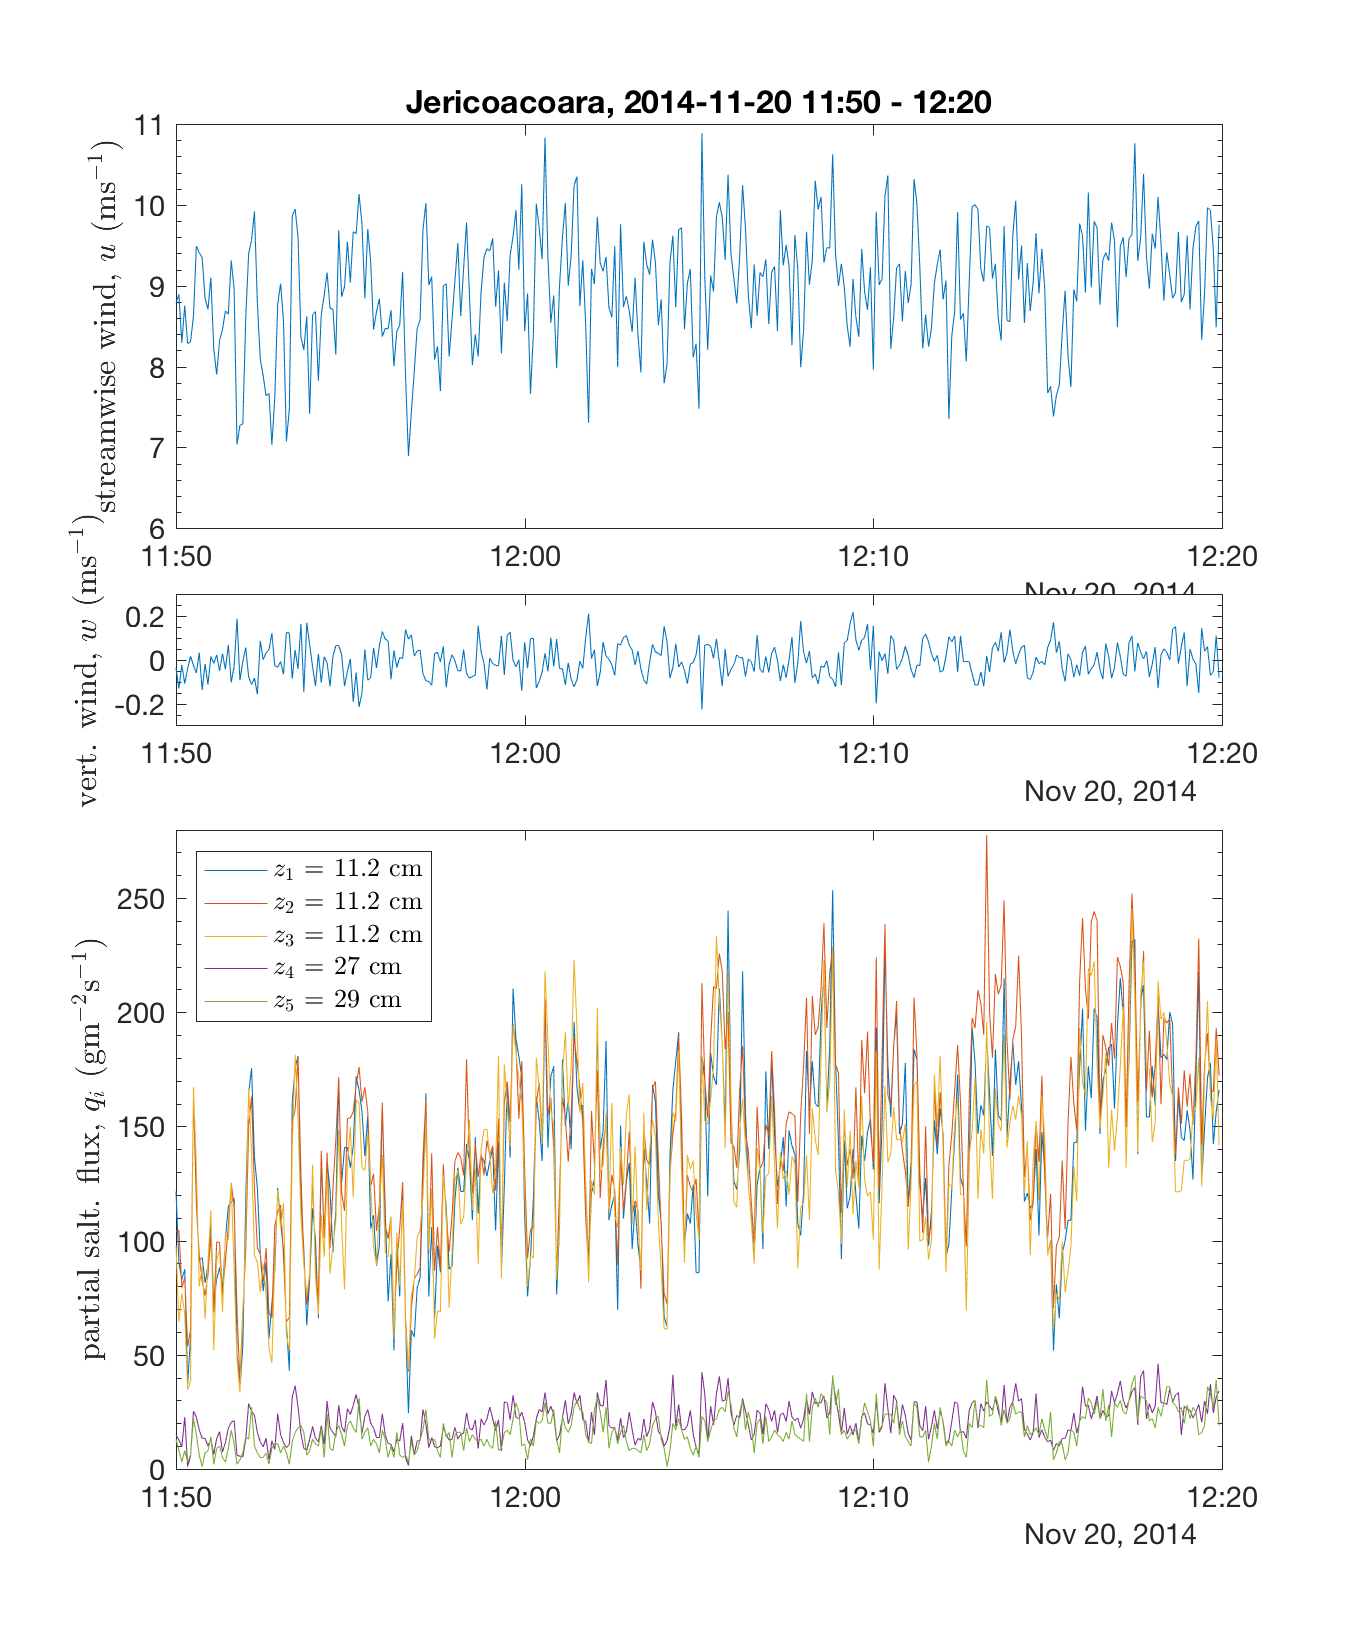 Jericoacoara, 2014-11-20 11:50 - 12:20
streamwise wind, u (ms⁻¹)
11
10
9
8
7
6
11:50 12:00 12:10 12:20
Nov 20, 2014
vert. wind, w (ms⁻¹)
0.2
0
-0.2
11:50 12:00 12:10 12:20
Nov 20, 2014
partial salt. flux, qᵢ (gm⁻²s⁻¹)
250
200
150
100
50
0
z₁ = 11.2 cm
z₂ = 11.2 cm
z₃ = 11.2 cm
z₄ = 27 cm
z₅ = 29 cm
11:50 12:00 12:10 12:20
Nov 20, 2014